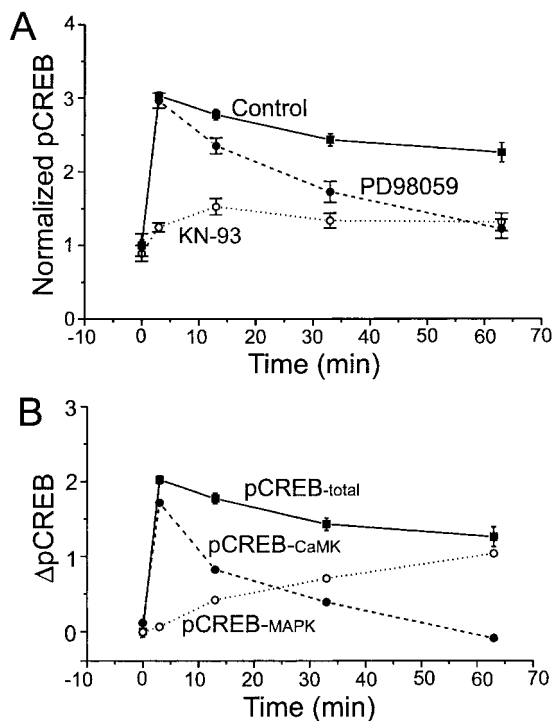 A
Normalized pCREB
4
3
2
1
0
Control
PD98059
KN-93
-10 0 10 20 30 40 50 60 70
Time (min)
B
ΔpCREB
3
2
1
0
pCREB-total
pCREB-CaMK
pCREB-MAPK
-10 0 10 20 30 40 50 60 70
Time (min)